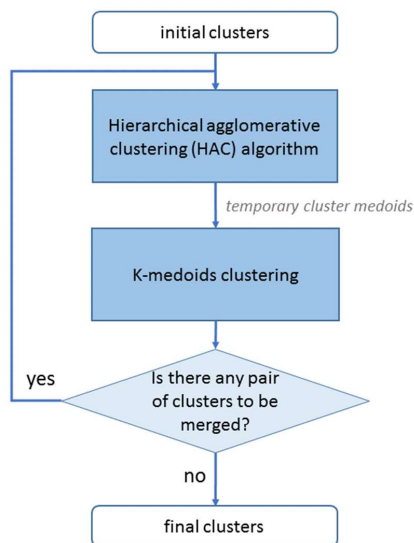 initial clusters
Hierarchical agglomerative
clustering (HAC) algorithm
temporary cluster medoids
K-medoids clustering
Is there any pair
of clusters to be
merged?
yes
no
final clusters